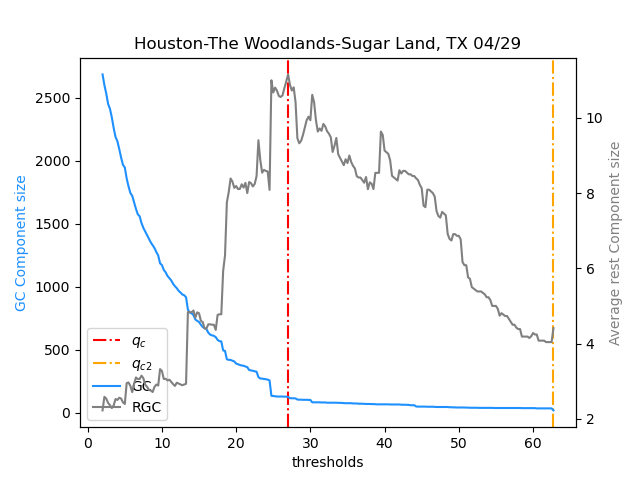 Houston-The Woodlands-Sugar Land, TX 04/29
GC Component size
2500
2000
1500
1000
500
0
10
8
6
4
2
Average rest Component size
q_c
q_c2
GC
RGC
0 10 20 30 40 50 60
thresholds